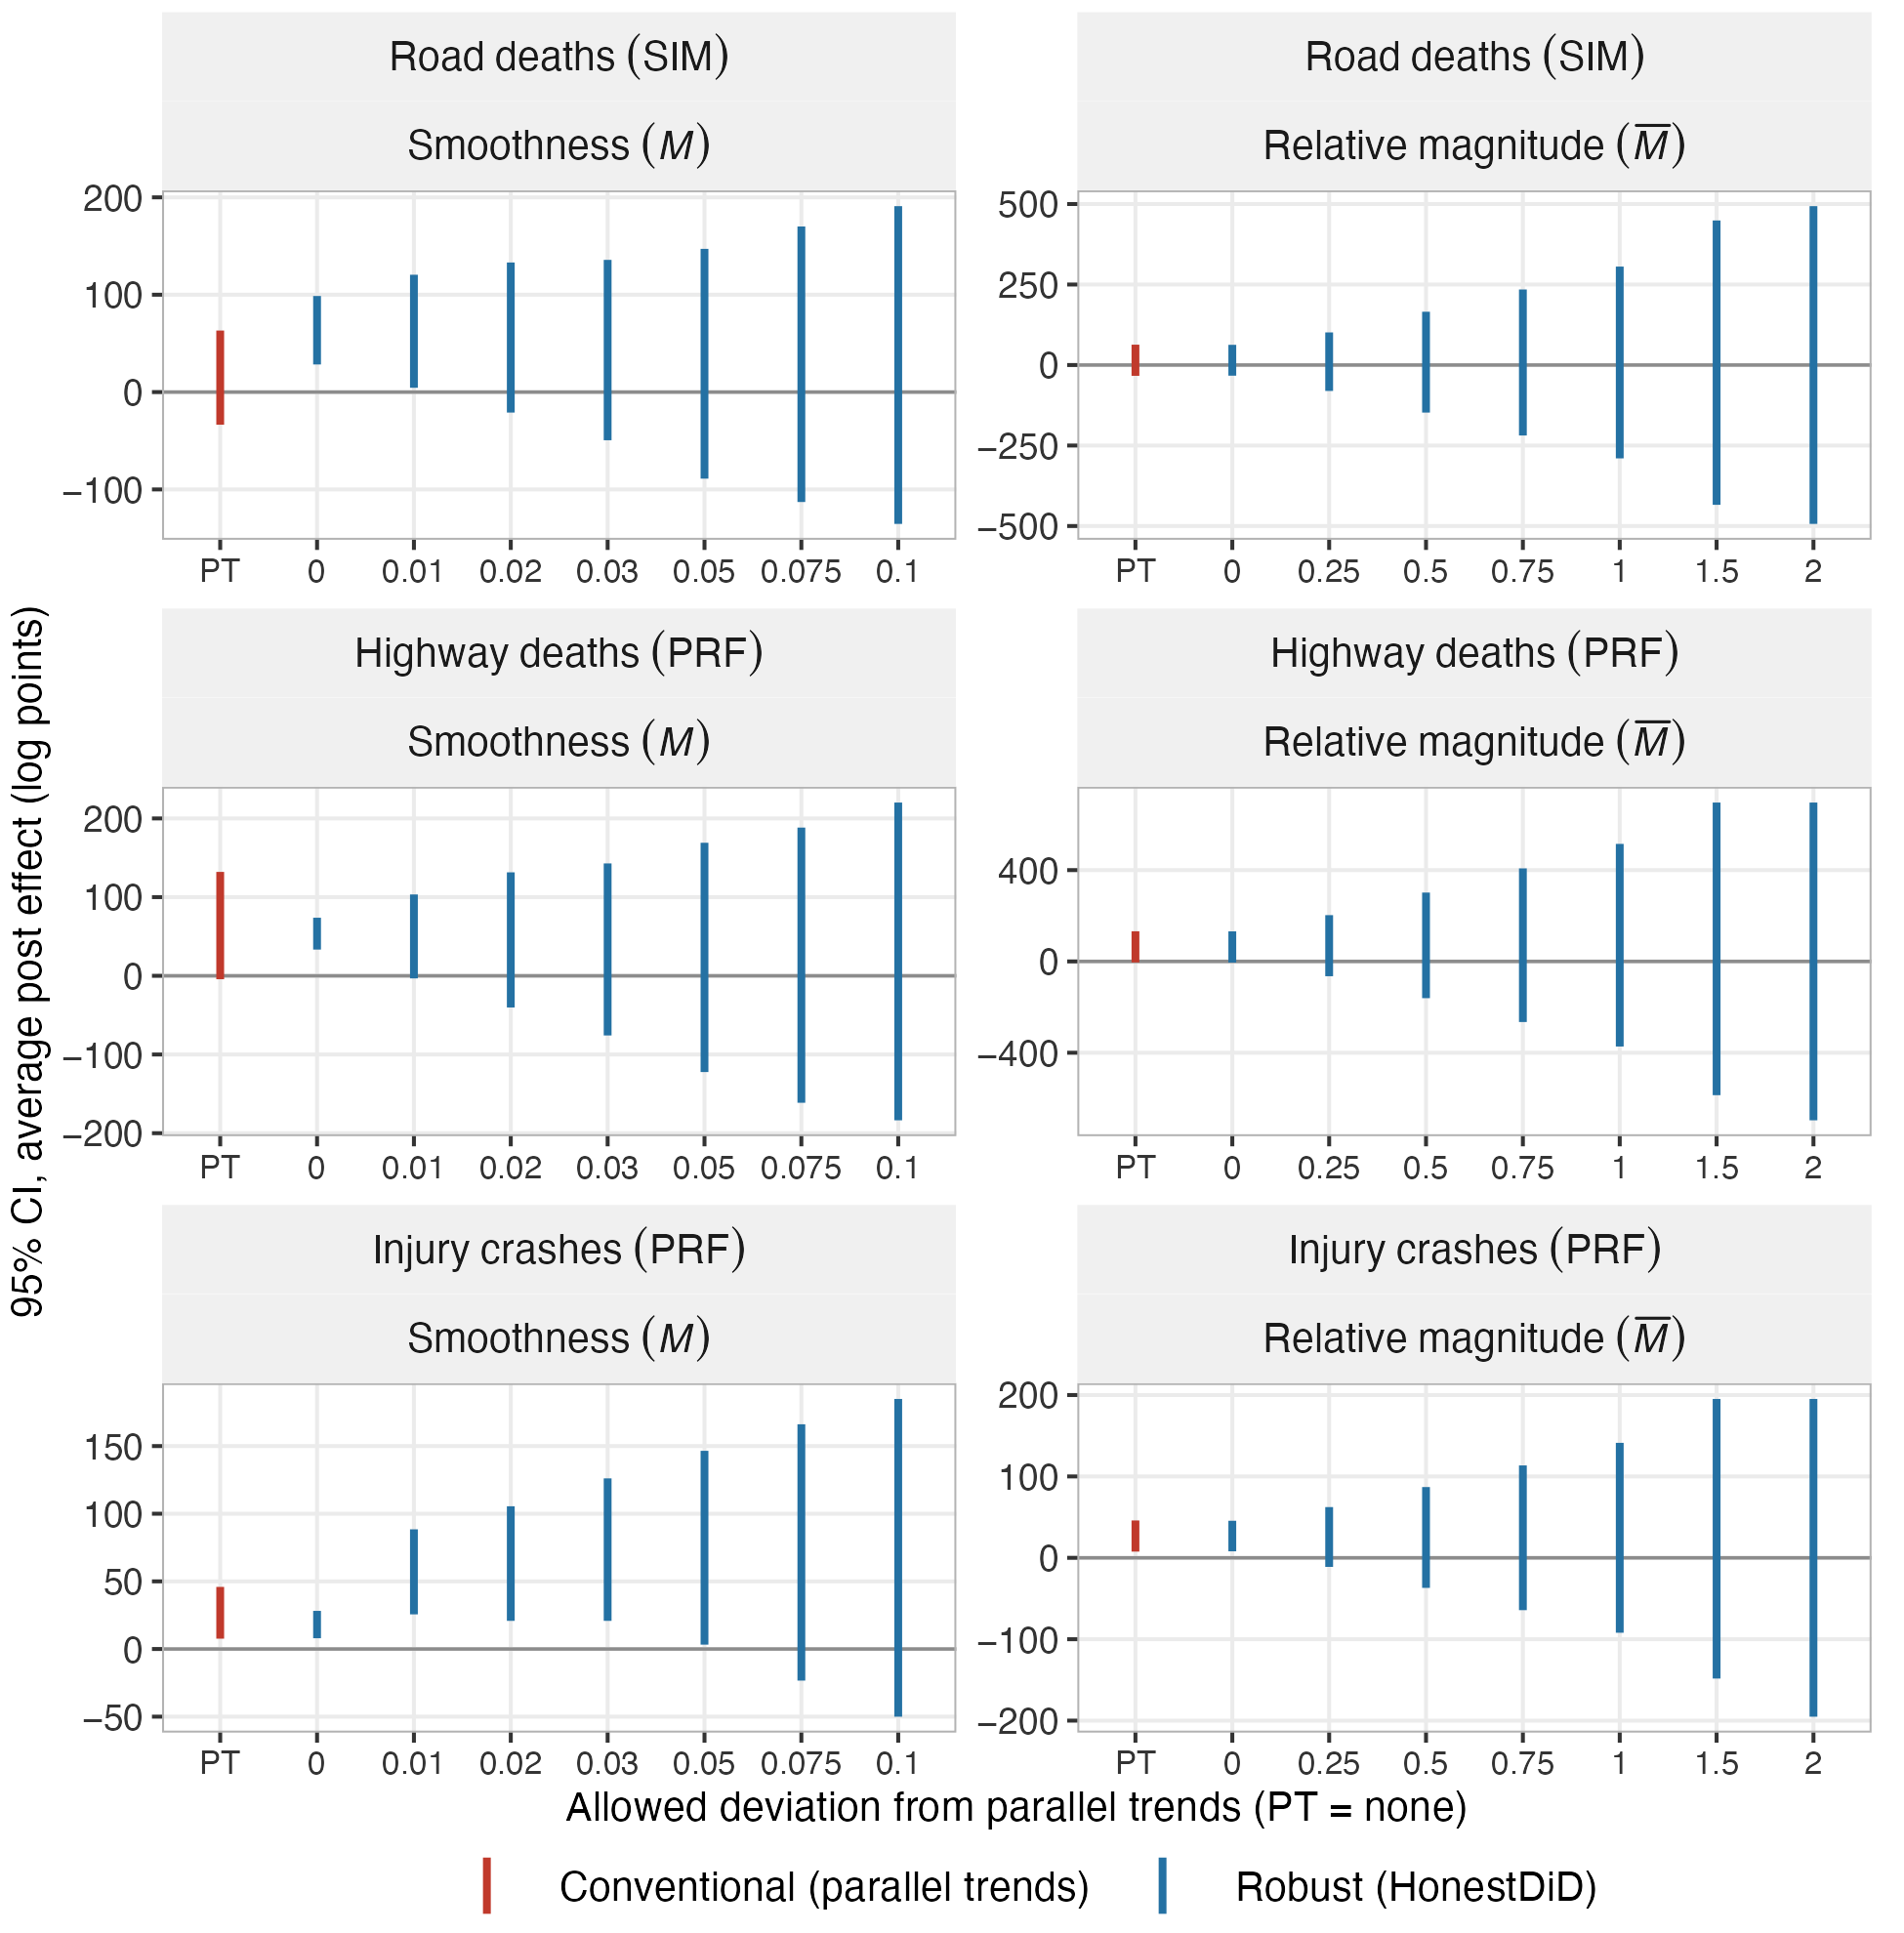 Road deaths (SIM)
Smoothness (M)
200
100
0
−100
PT 0 0.01 0.02 0.03 0.05 0.075 0.1
Road deaths (SIM)
Relative magnitude (M̅)
500
250
0
−250
−500
PT 0 0.25 0.5 0.75 1 1.5 2
Highway deaths (PRF)
Smoothness (M)
200
100
0
−100
−200
PT 0 0.01 0.02 0.03 0.05 0.075 0.1
Highway deaths (PRF)
Relative magnitude (M̅)
400
0
−400
PT 0 0.25 0.5 0.75 1 1.5 2
Injury crashes (PRF)
Smoothness (M)
150
100
50
0
−50
PT 0 0.01 0.02 0.03 0.05 0.075 0.1
Injury crashes (PRF)
Relative magnitude (M̅)
200
100
0
−100
−200
PT 0 0.25 0.5 0.75 1 1.5 2
95% CI, average post effect (log points)
Allowed deviation from parallel trends (PT = none)
Conventional (parallel trends)
Robust (HonestDiD)